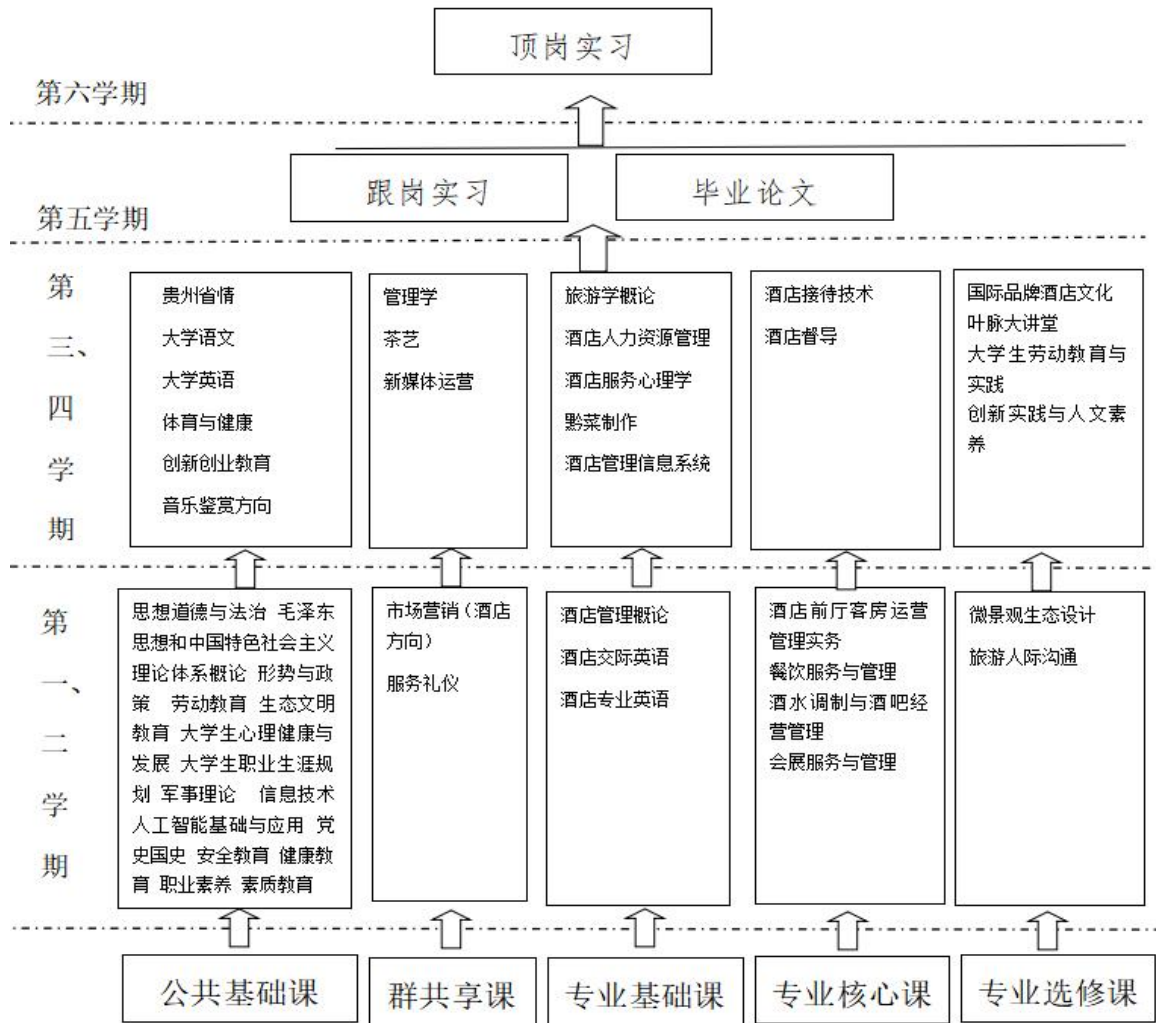 顶岗实习
第六学期
跟岗实习
毕业论文
第五学期
第
三、
四
学
期
贵州省情
大学语文
大学英语
体育与健康
创新创业教育
音乐鉴赏方向
管理学
茶艺
新媒体运营
旅游学概论
酒店人力资源管理
酒店服务心理学
黔菜制作
酒店管理信息系统
酒店接待技术
酒店督导
国际品牌酒店文化
叶脉大讲堂
大学生劳动教育与
实践
创新实践与人文素
养
第
一、
二
学
期
思想道德与法治 毛泽东
思想和中国特色社会主义
理论体系概论 形势与政
策 劳动教育 生态文明
教育 大学生心理健康与
发展 大学生职业生涯规
划 军事理论 信息技术
人工智能基础与应用 党
史国史 安全教育 健康教
育 职业素养 素质教育
市场营销（酒店
方向）
服务礼仪
酒店管理概论
酒店交际英语
酒店专业英语
酒店前厅客房运营
管理实务
餐饮服务与管理
酒水调制与酒吧经
营管理
会展服务与管理
微景观生态设计
旅游人际沟通
公共基础课
群共享课
专业基础课
专业核心课
专业选修课